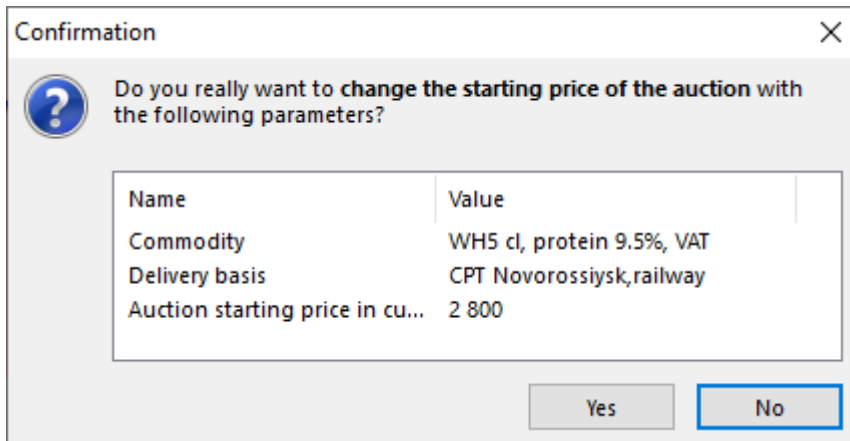 Confirmation
Do you really want to change the starting price of the auction with
the following parameters?
Name Value
Commodity WH5 cl, protein 9.5%, VAT
Delivery basis CPT Novorossiysk,railway
Auction starting price in cu... 2 800
Yes No